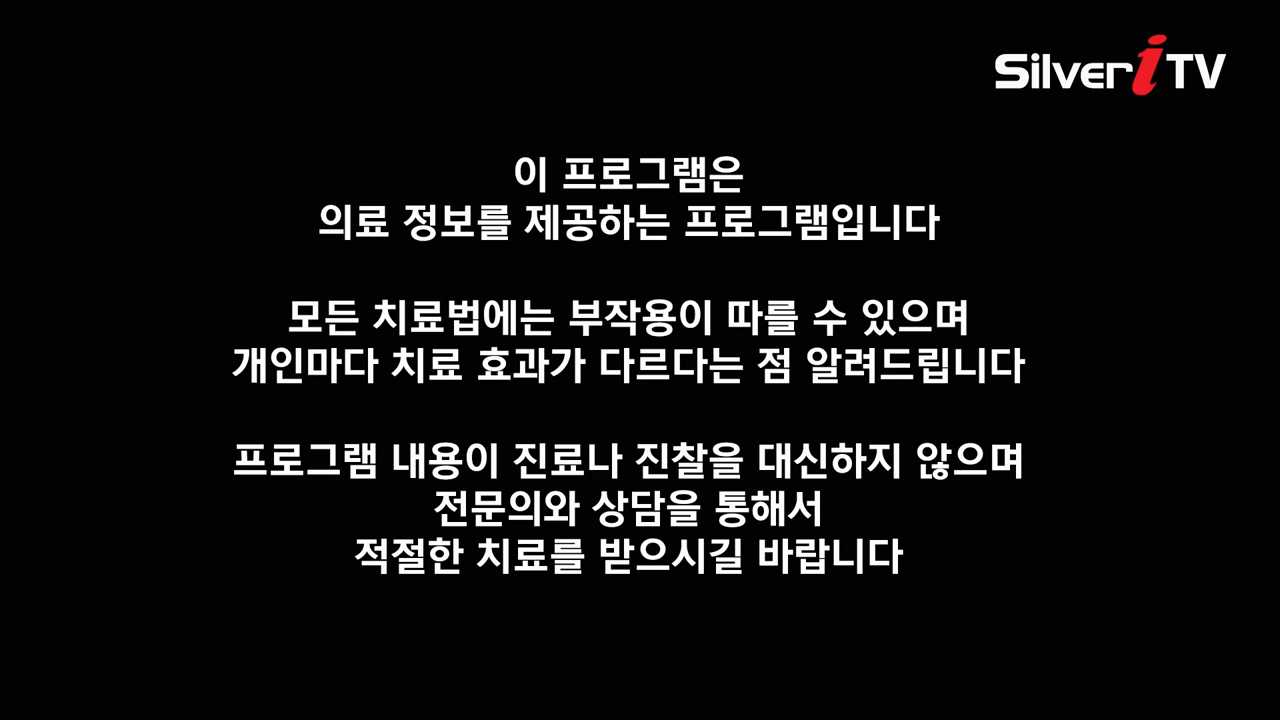 Silver i TV
이 프로그램은
의료 정보를 제공하는 프로그램입니다
모든 치료법에는 부작용이 따를 수 있으며
개인마다 치료 효과가 다르다는 점 알려드립니다
프로그램 내용이 진료나 진찰을 대신하지 않으며
전문의와 상담을 통해서
적절한 치료를 받으시길 바랍니다